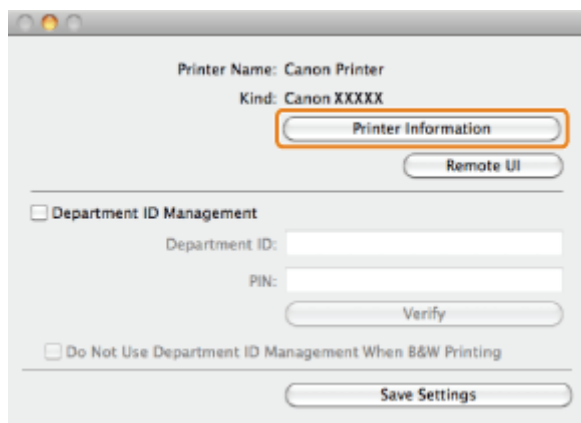 Printer Name: Canon Printer
Kind: Canon XXXXX
Printer Information
Remote UI
Department ID Management
Department ID:
PIN:
Verify
Do Not Use Department ID Management When B&W Printing
Save Settings